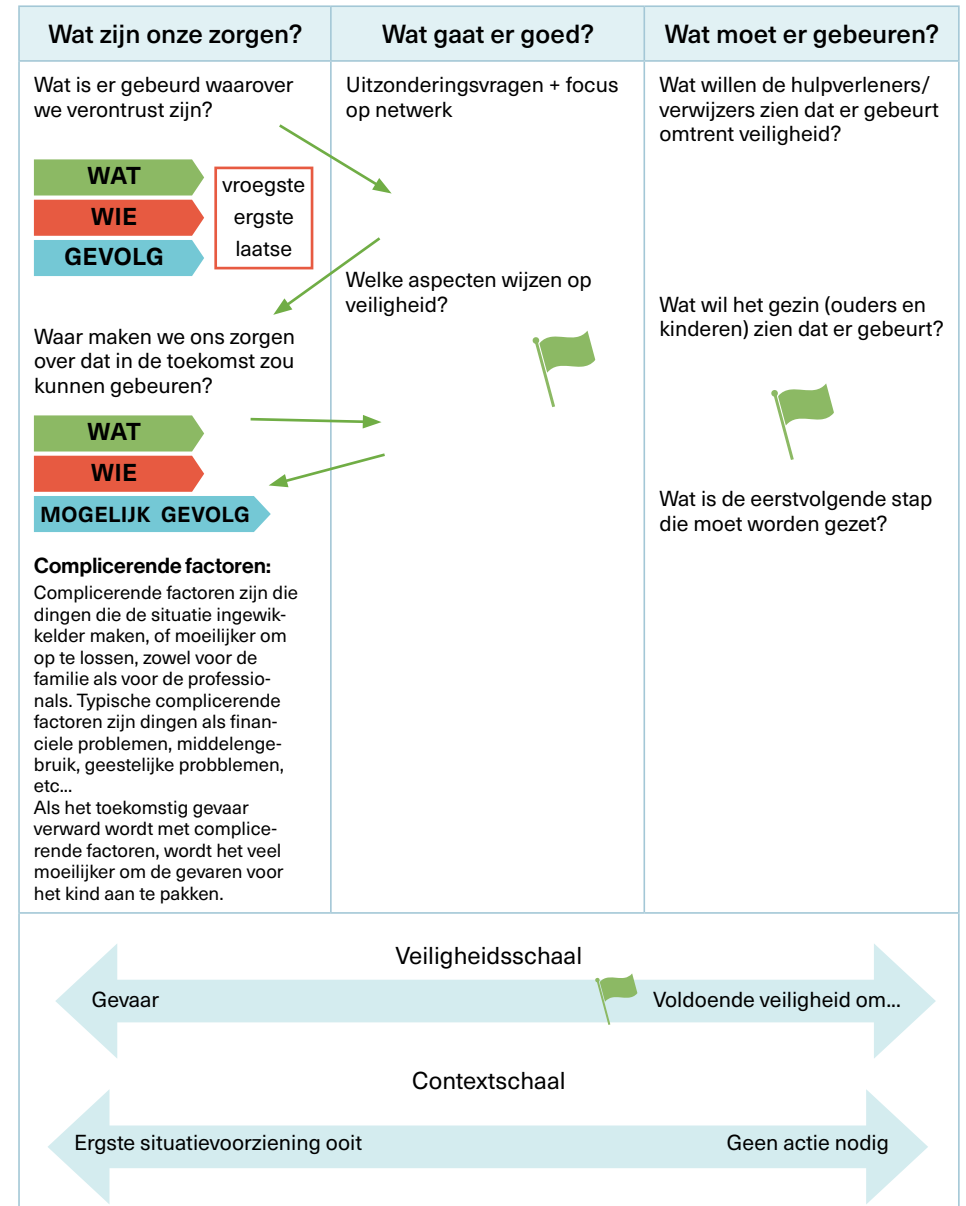 Wat zijn onze zorgen?
Wat gaat er goed?
Wat moet er gebeuren?
Wat is er gebeurd waarover
we verontrust zijn?
WAT
WIE
GEVOLG
vroegste
ergste
laatse
Waar maken we ons zorgen
over dat in de toekomst zou
kunnen gebeuren?
WAT
WIE
MOGELIJK GEVOLG
Complicerende factoren:
Complicerende factoren zijn die
dingen die de situatie ingewik-
kelder maken, of moeilijker om
op te lossen, zowel voor de
familie als voor de professio-
nals. Typische complicerende
factoren zijn dingen als finan-
ciele problemen, middelenge-
bruik, geestelijke probblemen,
etc...
Als het toekomstig gevaar
verward wordt met complice-
rende factoren, wordt het veel
moeilijker om de gevaren voor
het kind aan te pakken.
Uitzonderingsvragen + focus
op netwerk
Welke aspecten wijzen op
veiligheid?
Wat willen de hulpverleners/
verwijzers zien dat er gebeurt
omtrent veiligheid?
Wat wil het gezin (ouders en
kinderen) zien dat er gebeurt?
Wat is de eerstvolgende stap
die moet worden gezet?
Veiligheidsschaal
Gevaar
Voldoende veiligheid om...
Contextschaal
Ergste situatievoorziening ooit
Geen actie nodig